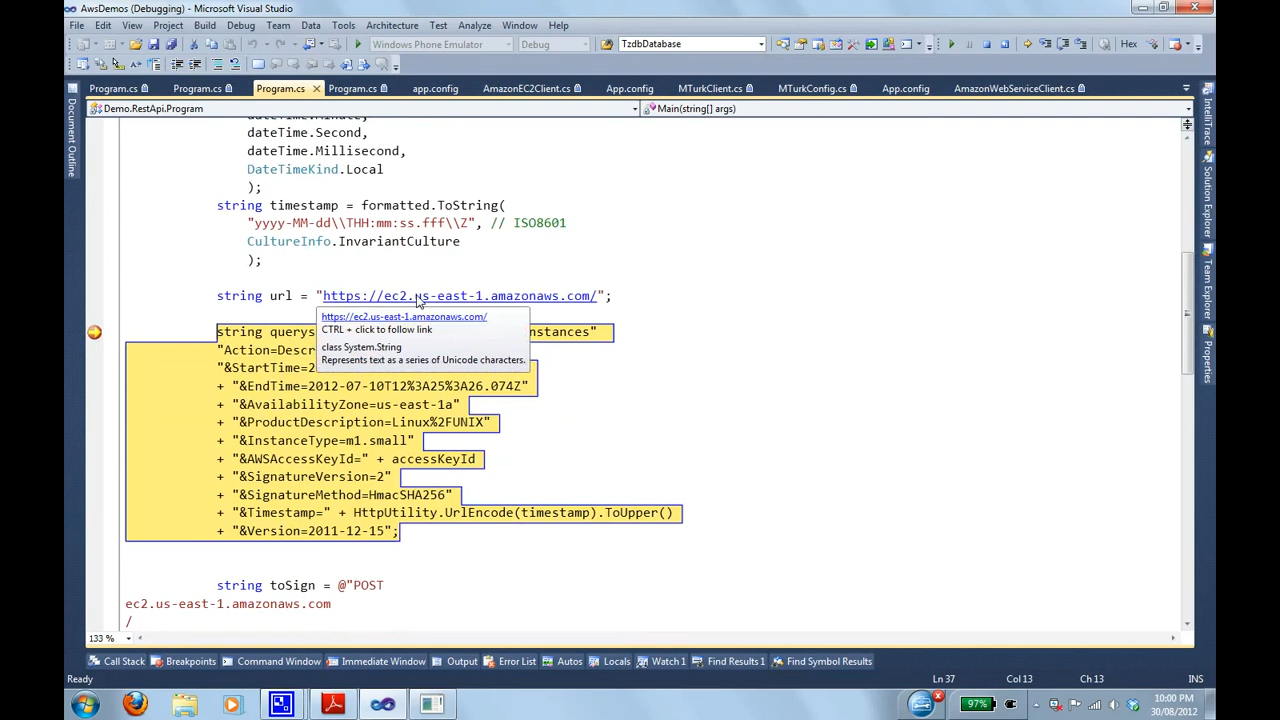 AwsDemos (Debugging) - Microsoft Visual Studio
File Edit View Project Build Debug Team Data Tools Architecture Test Analyze Window Help
Windows Phone Emulator Debug TzdbDatabase Hex
Program.cs Program.cs Program.cs Program.cs app.config AmazonEC2Client.cs App.config MTurkClient.cs MTurkConfig.cs App.config AmazonWebServiceClient.cs
Demo.RestApi.Program Main(string[] args)
Document Outline
IntelliTrace
Solution Explorer
Team Explorer
Properties
dateTime.Minute,
dateTime.Second,
dateTime.Millisecond,
DateTimeKind.Local
);
string timestamp = formatted.ToString(
"yyyy-MM-dd\\THH:mm:ss.fff\\Z", // ISO8601
CultureInfo.InvariantCulture
);
string url = "https://ec2.us-east-1.amazonaws.com/";
https://ec2.us-east-1.amazonaws.com/
CTRL + click to follow link
class System.String
Represents text as a series of Unicode characters.
string querys nstances"
"Action=Descr
"&StartTime=2
+ "&EndTime=2012-07-10T12%3A25%3A26.074Z"
+ "&AvailabilityZone=us-east-1a"
+ "&ProductDescription=Linux%2FUNIX"
+ "&InstanceType=m1.small"
+ "&AWSAccessKeyId=" + accessKeyId
+ "&SignatureVersion=2"
+ "&SignatureMethod=HmacSHA256"
+ "&Timestamp=" + HttpUtility.UrlEncode(timestamp).ToUpper()
+ "&Version=2011-12-15";
string toSign = @"POST
ec2.us-east-1.amazonaws.com
/
133 %
Call Stack Breakpoints Command Window Immediate Window Output Error List Autos Locals Watch 1 Find Results 1 Find Symbol Results
Ln 37 Col 13 Ch 13 INS
97% 10:00 PM
30/08/2012